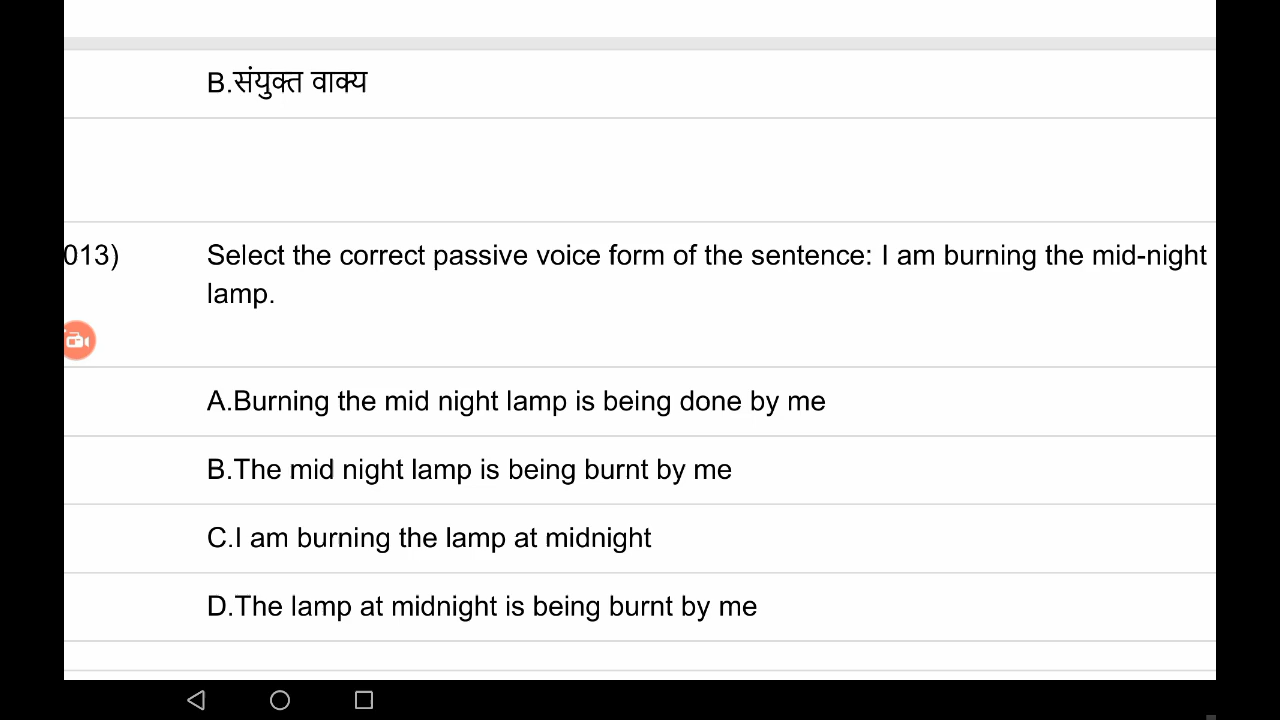 B.संयुक्त वाक्य
013)
Select the correct passive voice form of the sentence: I am burning the mid-night
lamp.
A.Burning the mid night lamp is being done by me
B.The mid night lamp is being burnt by me
C.I am burning the lamp at midnight
D.The lamp at midnight is being burnt by me